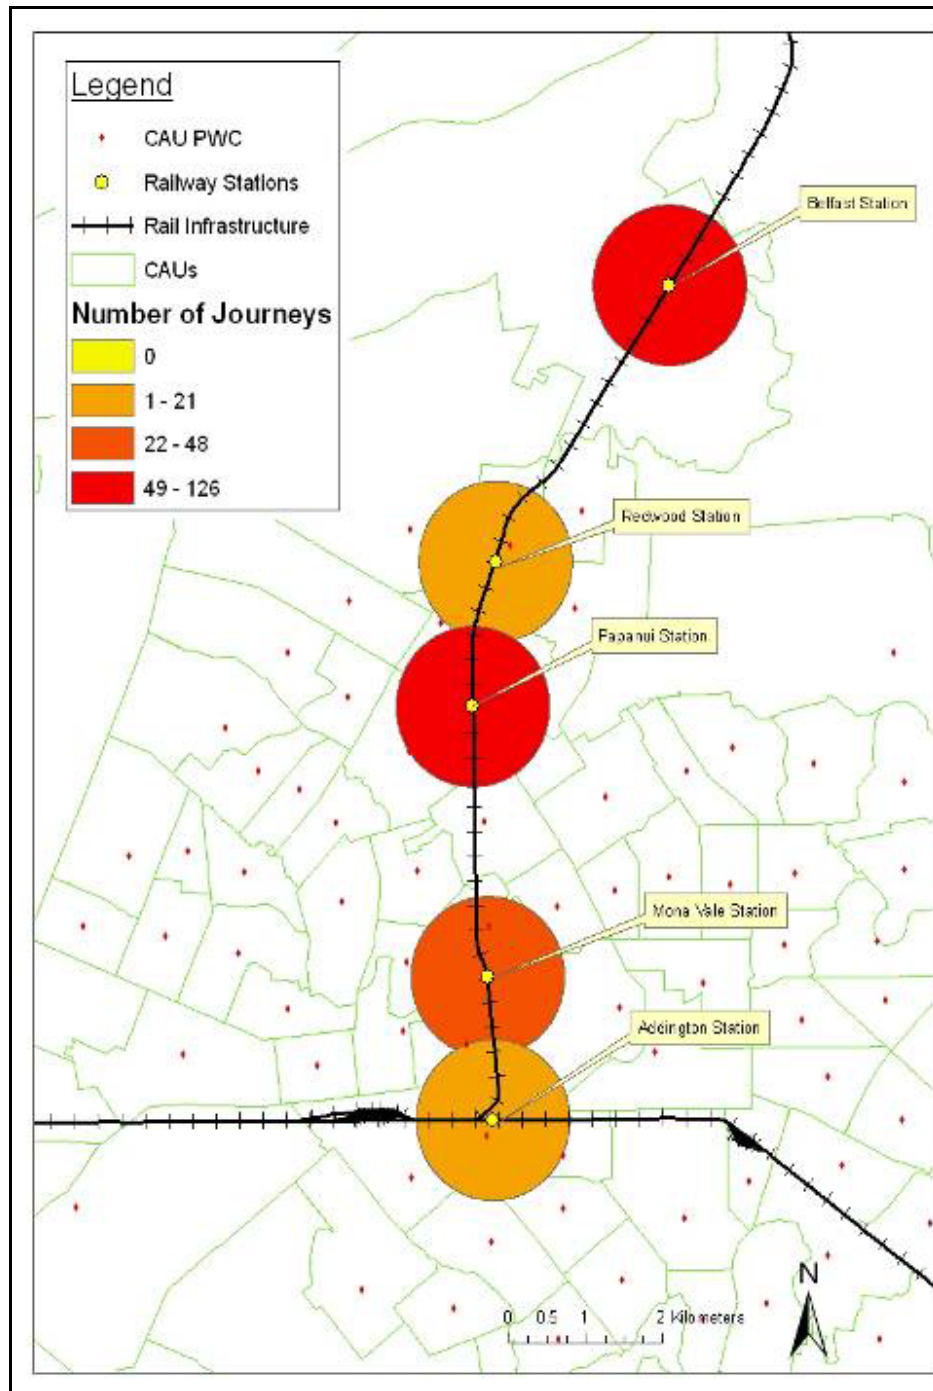 Legend
CAU PWC
Railway Stations
Rail Infrastructure
CAUs
Number of Journeys
0
1 - 21
22 - 48
49 - 126
Belfast Station
Redwood Station
Papanui Station
Mona Vale Station
Addington Station
N
0 0.5 1 2 Kilometers